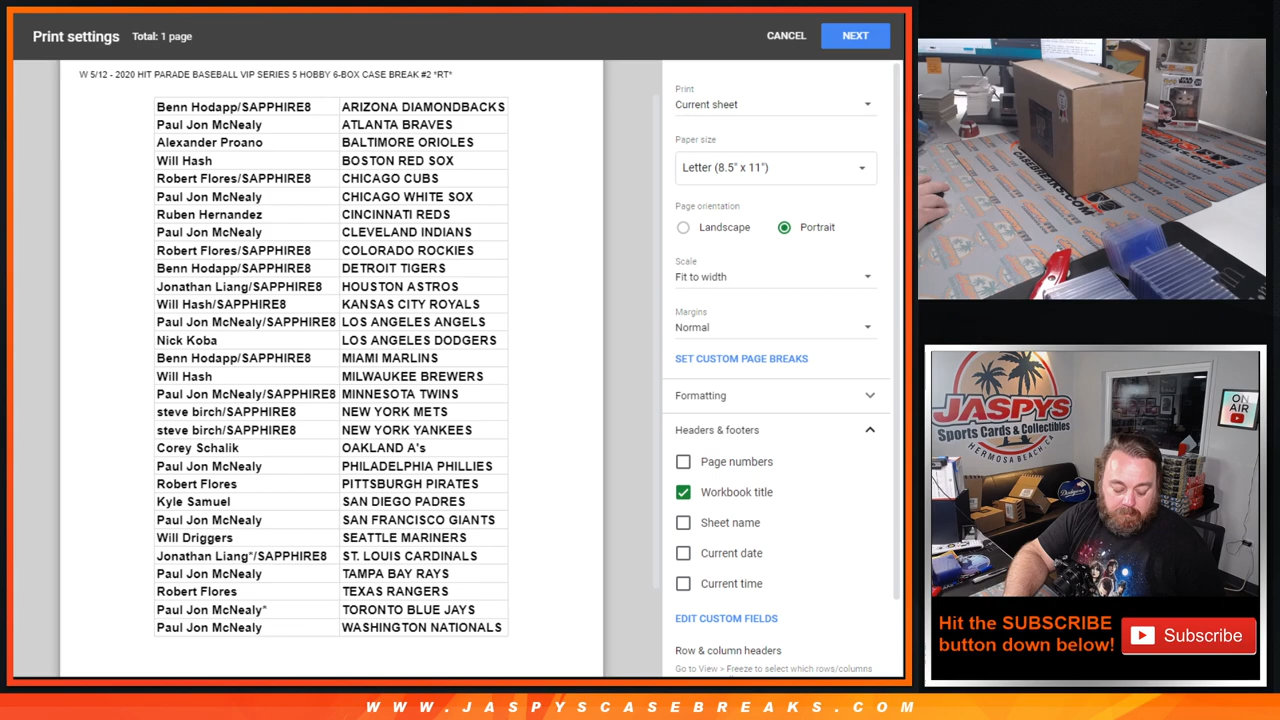 Print settings Total: 1 page CANCEL NEXT
W 5/12 - 2020 HIT PARADE BASEBALL VIP SERIES 5 HOBBY 6-BOX CASE BREAK #2 *RT*
Benn Hodapp/SAPPHIRE8 ARIZONA DIAMONDBACKS
Paul Jon McNealy ATLANTA BRAVES
Alexander Proano BALTIMORE ORIOLES
Will Hash BOSTON RED SOX
Robert Flores/SAPPHIRE8 CHICAGO CUBS
Paul Jon McNealy CHICAGO WHITE SOX
Ruben Hernandez CINCINNATI REDS
Paul Jon McNealy CLEVELAND INDIANS
Robert Flores/SAPPHIRE8 COLORADO ROCKIES
Benn Hodapp/SAPPHIRE8 DETROIT TIGERS
Jonathan Liang/SAPPHIRE8 HOUSTON ASTROS
Will Hash/SAPPHIRE8 KANSAS CITY ROYALS
Paul Jon McNealy/SAPPHIRE8 LOS ANGELES ANGELS
Nick Koba LOS ANGELES DODGERS
Benn Hodapp/SAPPHIRE8 MIAMI MARLINS
Will Hash MILWAUKEE BREWERS
Paul Jon McNealy/SAPPHIRE8 MINNESOTA TWINS
steve birch/SAPPHIRE8 NEW YORK METS
steve birch/SAPPHIRE8 NEW YORK YANKEES
Corey Schalik OAKLAND A's
Paul Jon McNealy PHILADELPHIA PHILLIES
Robert Flores PITTSBURGH PIRATES
Kyle Samuel SAN DIEGO PADRES
Paul Jon McNealy SAN FRANCISCO GIANTS
Will Driggers SEATTLE MARINERS
Jonathan Liang*/SAPPHIRE8 ST. LOUIS CARDINALS
Paul Jon McNealy TAMPA BAY RAYS
Robert Flores TEXAS RANGERS
Paul Jon McNealy* TORONTO BLUE JAYS
Paul Jon McNealy WASHINGTON NATIONALS
Print
Current sheet
Paper size
Letter (8.5" x 11")
Page orientation
Landscape Portrait
Scale
Fit to width
Margins
Normal
SET CUSTOM PAGE BREAKS
Formatting
Headers & footers
Page numbers
Workbook title
Sheet name
Current date
Current time
EDIT CUSTOM FIELDS
Row & column headers
Go to View > Freeze to select which rows/columns
CASEBREAKS.COM
JASPYS
Sports Cards & Collectibles
HERMOSA BEACH, CA
Dodgers
ON
AIR
Hit the SUBSCRIBE
button down below!
Subscribe
WWW.JASPYSCASEBREAKS.COM